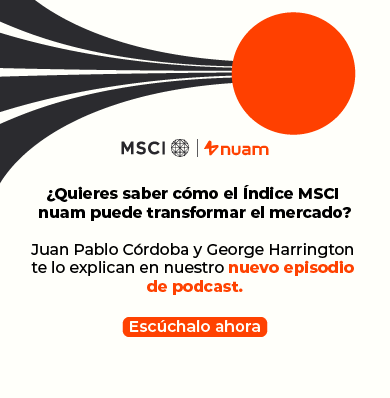 MSCI nuam
¿Quieres saber cómo el Índice MSCI
nuam puede transformar el mercado?
Juan Pablo Córdoba y George Harrington
te lo explican en nuestro nuevo episodio
de podcast.
Escúchalo ahora